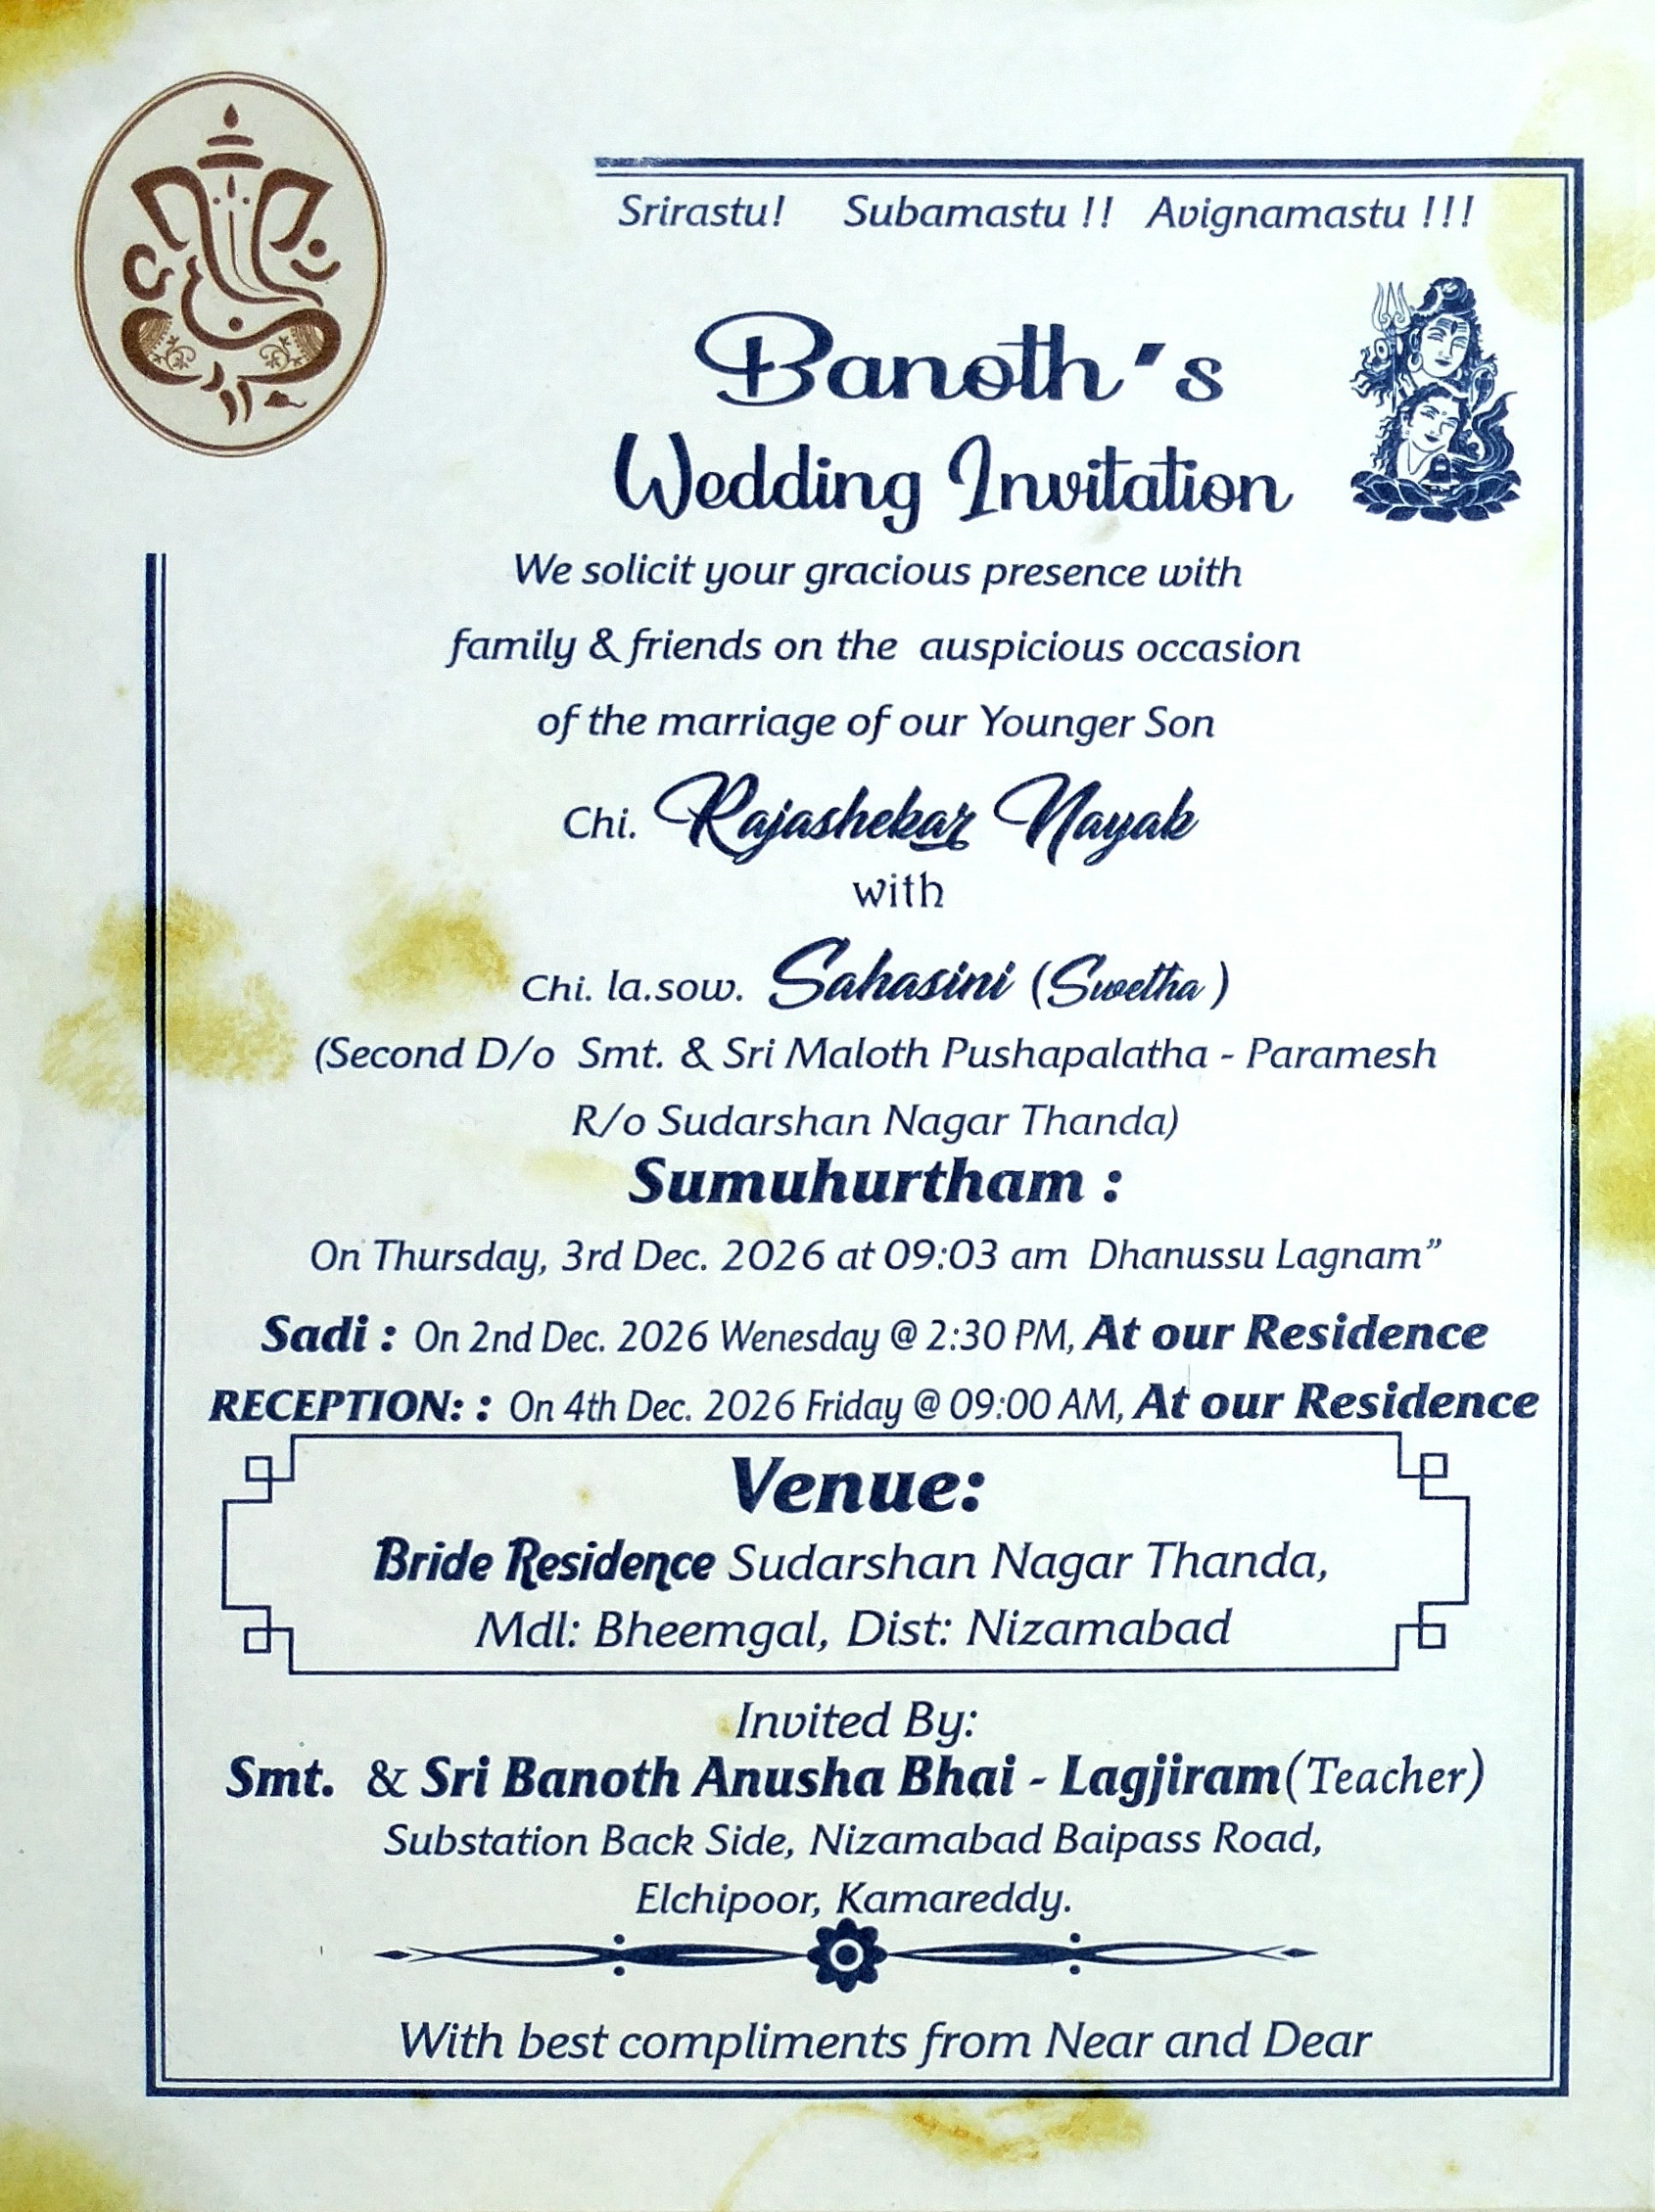 Srirastu! Subamastu !! Avignamastu !!!
Banoth's
Wedding Invitation
We solicit your gracious presence with
family & friends on the auspicious occasion
of the marriage of our Younger Son
Chi. Rajashekar Nayak
with
Chi. la.sow. Sahasini (Swetha)
(Second D/o Smt. & Sri Maloth Pushapalatha - Paramesh
R/o Sudarshan Nagar Thanda)
Sumuhurtham :
On Thursday, 3rd Dec. 2026 at 09:03 am Dhanussu Lagnam”
Sadi : On 2nd Dec. 2026 Wenesday @ 2:30 PM, At our Residence
RECEPTION: : On 4th Dec. 2026 Friday @ 09:00 AM, At our Residence
Venue:
Bride Residence Sudarshan Nagar Thanda,
Mdl: Bheemgal, Dist: Nizamabad
Invited By:
Smt. & Sri Banoth Anusha Bhai - Lagjiram(Teacher)
Substation Back Side, Nizamabad Baipass Road,
Elchipoor, Kamareddy.
With best compliments from Near and Dear